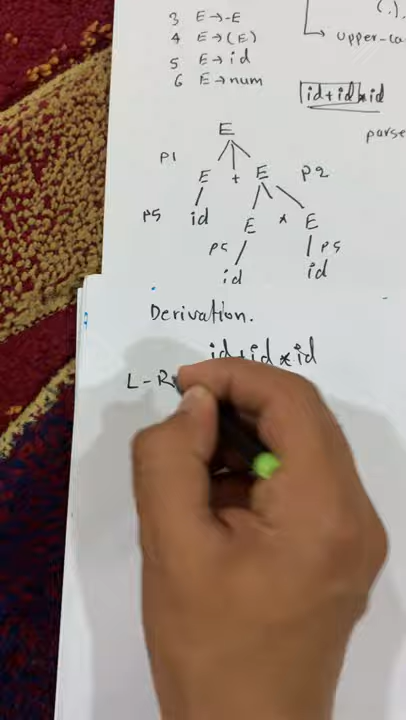 (.)
3 E→-E
4 E→(E)
upper-ca
5 E→id
6 E→num
id+id*id
parse
E
P1 P2
E + E
P5 id E * E
P5 P5
id id
Derivation.
id+id*id
L-R